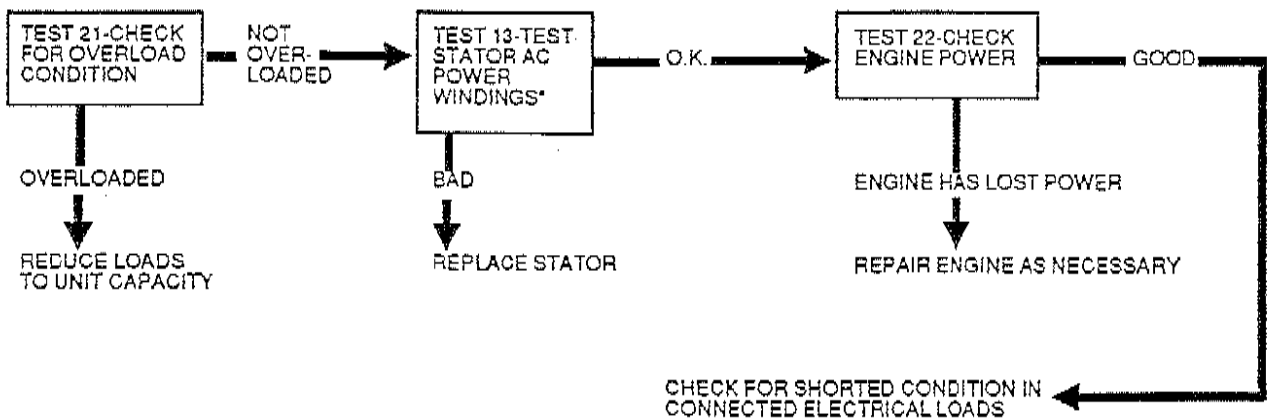 TEST 21-CHECK
FOR OVERLOAD
CONDITION
NOT
OVER-
LOADED
TEST 13-TEST
STATOR AC
POWER
WINDINGS*
O.K.
TEST 22-CHECK
ENGINE POWER
GOOD
OVERLOADED
BAD
ENGINE HAS LOST POWER
REDUCE LOADS
TO UNIT CAPACITY
REPLACE STATOR
REPAIR ENGINE AS NECESSARY
CHECK FOR SHORTED CONDITION IN
CONNECTED ELECTRICAL LOADS